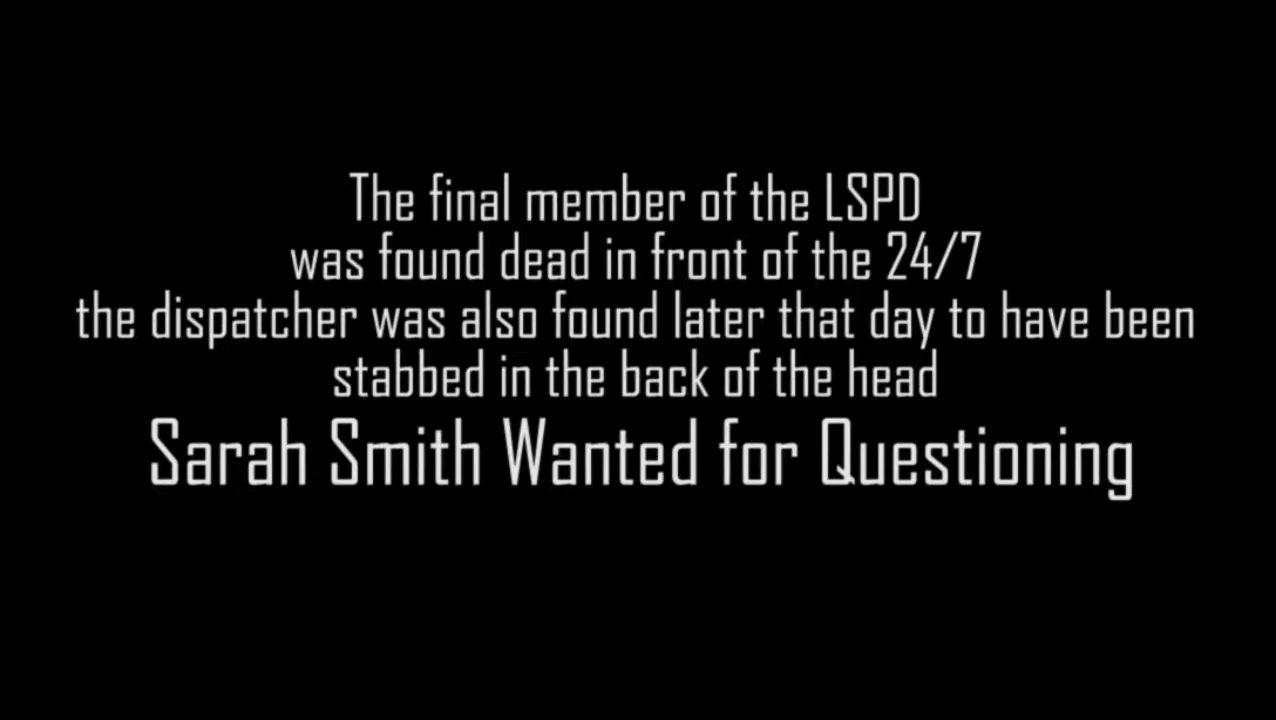 The final member of the LSPD
was found dead in front of the 24/7
the dispatcher was also found later that day to have been
stabbed in the back of the head
Sarah Smith Wanted for Questioning